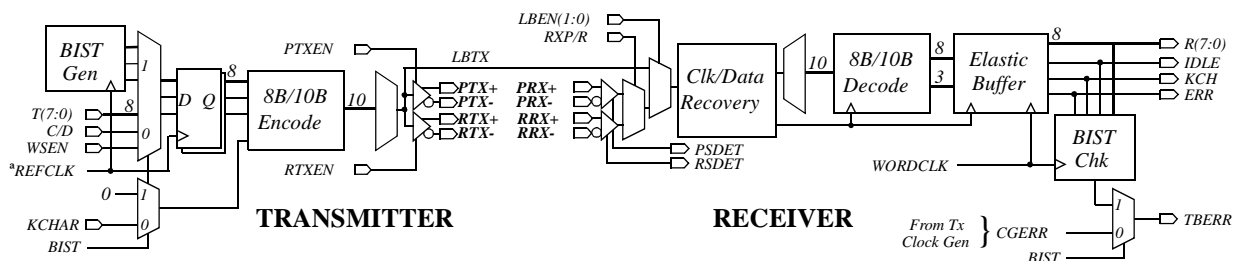 BIST
Gen
1
T(7:0)
8
C/D
0
WSEN
ᵃREFCLK
0
1
KCHAR
0
BIST
D Q
8
8B/10B
Encode
10
PTXEN
RTXEN
LBTX
PTX+
PTX-
RTX+
RTX-
TRANSMITTER
LBEN(1:0)
RXP/R
PRX+
PRX-
RRX+
RRX-
PSDET
RSDET
Clk/Data
Recovery
10
8B/10B
Decode
8
3
Elastic
Buffer
8
R(7:0)
IDLE
KCH
ERR
WORDCLK
BIST
Chk
RECEIVER
From Tx
Clock Gen
} CGERR
1
0
TBERR
BIST